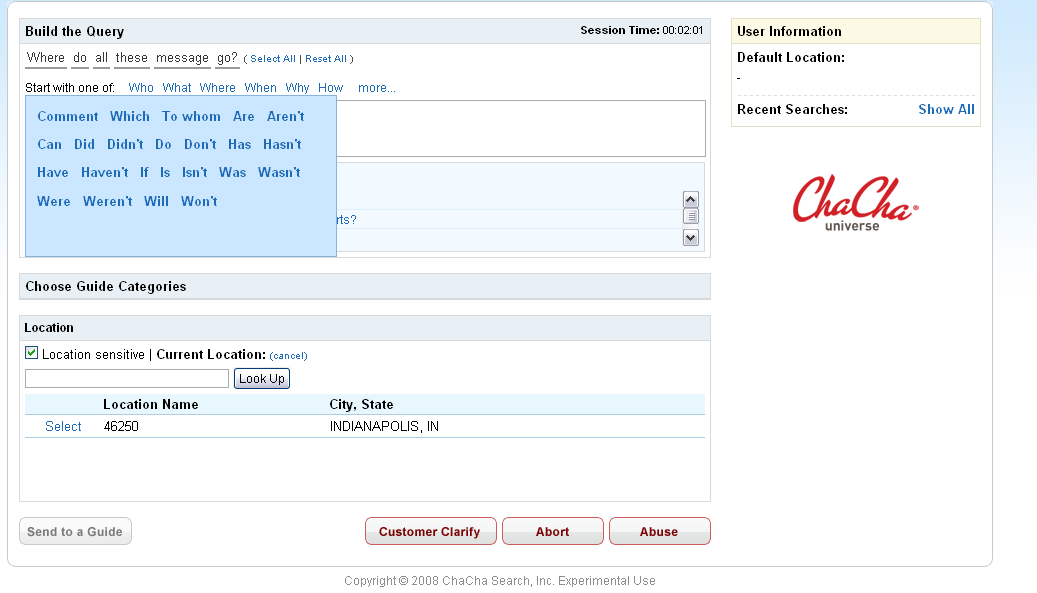 Build the Query Session Time: 00:02:01
Where do all these message go? ( Select All | Reset All )
Start with one of: Who What Where When Why How more...
Comment Which To whom Are Aren't
Can Did Didn't Do Don't Has Hasn't
Have Haven't If Is Isn't Was Wasn't
Were Weren't Will Won't
rts?
Choose Guide Categories
Location
Location sensitive | Current Location: (cancel)
Look Up
Location Name City, State
Select 46250 INDIANAPOLIS, IN
Send to a Guide Customer Clarify Abort Abuse
User Information
Default Location:
-
Recent Searches: Show All
ChaCha
universe
Copyright © 2008 ChaCha Search, Inc. Experimental Use